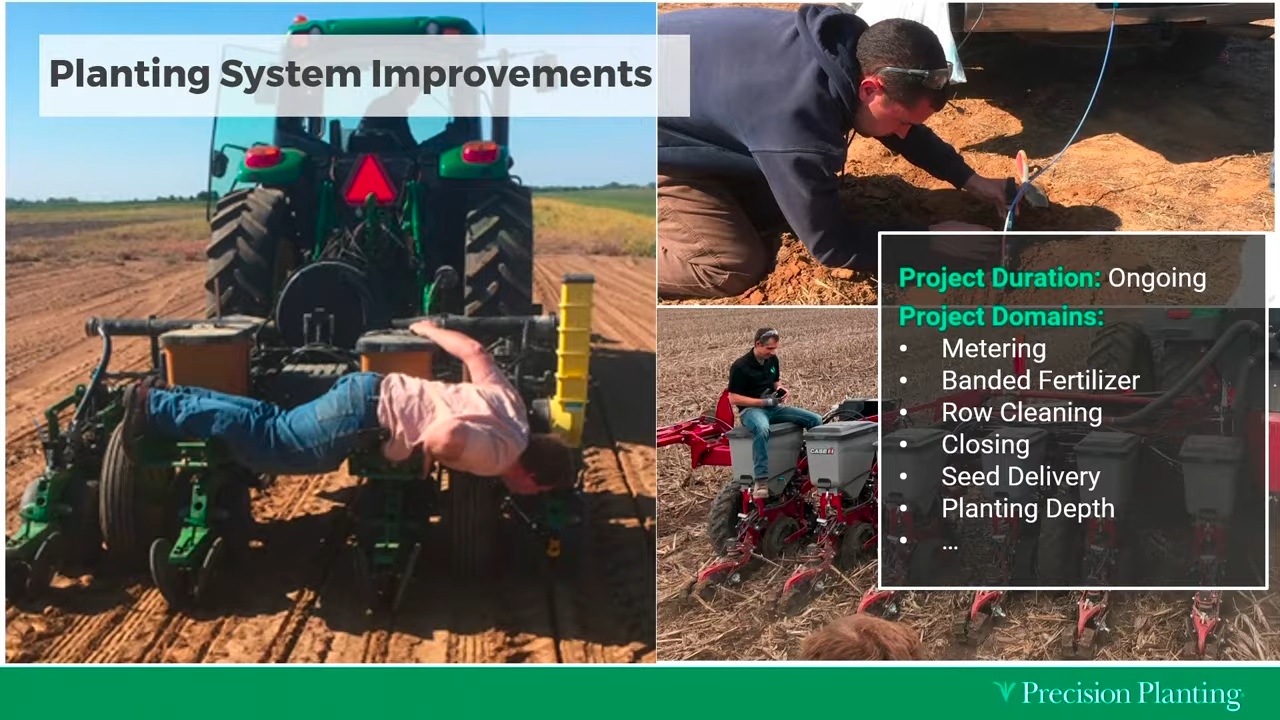 Planting System Improvements
Project Duration: Ongoing
Project Domains:
• Metering
• Banded Fertilizer
• Row Cleaning
• Closing
• Seed Delivery
• Planting Depth
• ...
CASE IH
Precision Planting